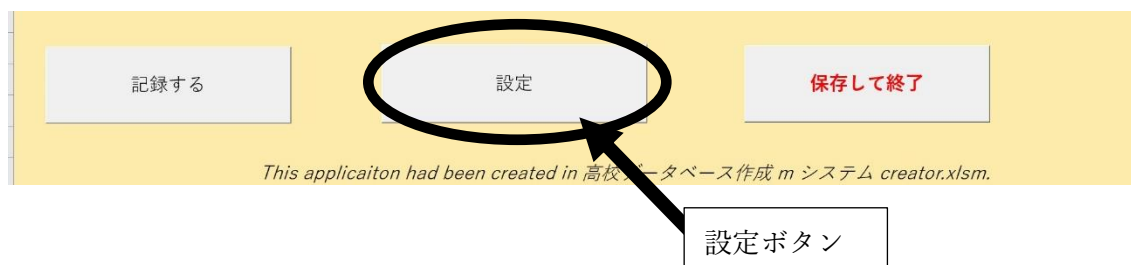 記録する
設定
保存して終了
This applicaiton had been created in 高校データベース作成 m システム creator.xlsm.
設定ボタン